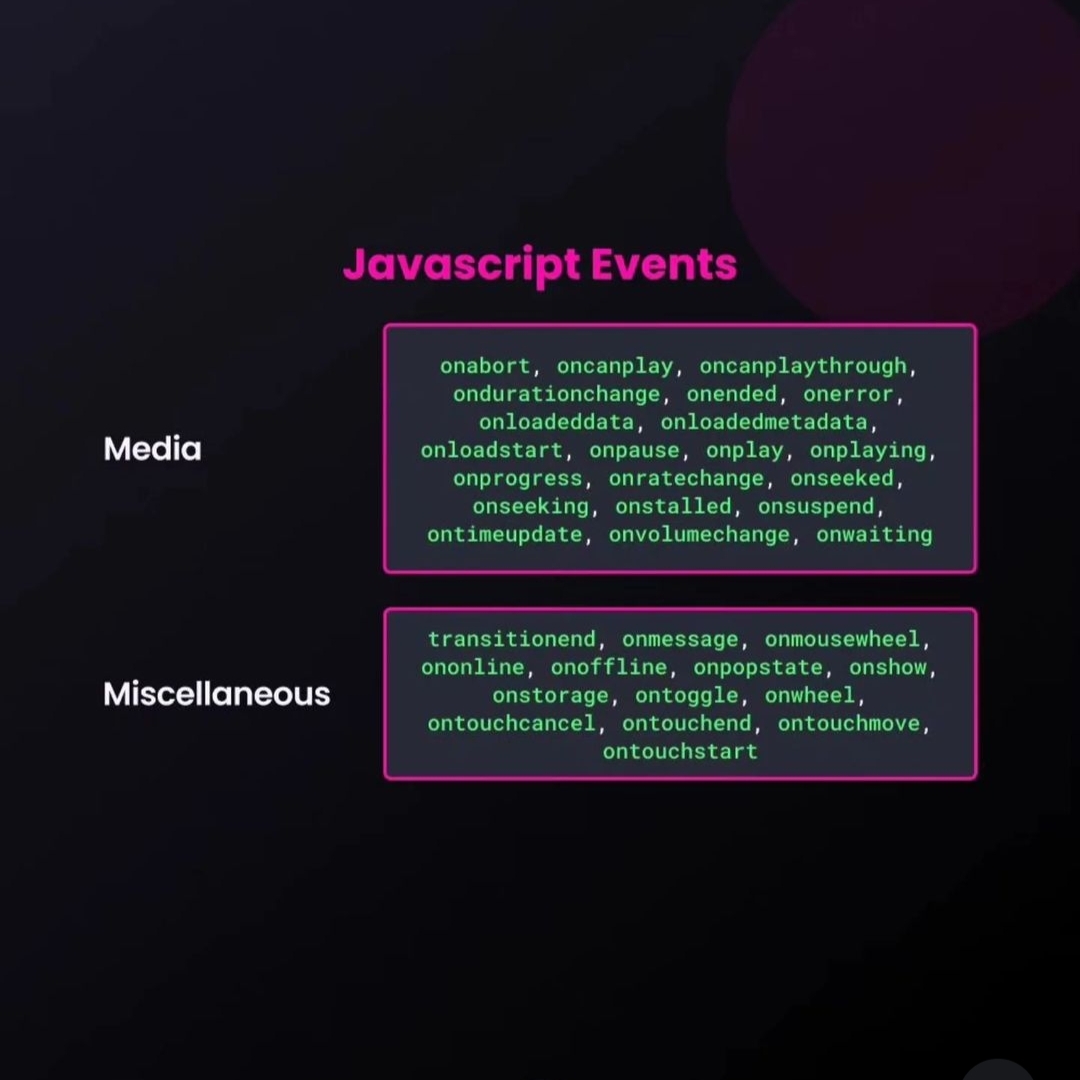 Javascript Events
Media
onabort, oncanplay, oncanplaythrough,
ondurationchange, onended, onerror,
onloadeddata, onloadedmetadata,
onloadstart, onpause, onplay, onplaying,
onprogress, onratechange, onseeked,
onseeking, onstalled, onsuspend,
ontimeupdate, onvolumechange, onwaiting
Miscellaneous
transitionend, onmessage, onmousewheel,
ononline, onoffline, onpopstate, onshow,
onstorage, ontoggle, onwheel,
ontouchcancel, ontouchend, ontouchmove,
ontouchstart